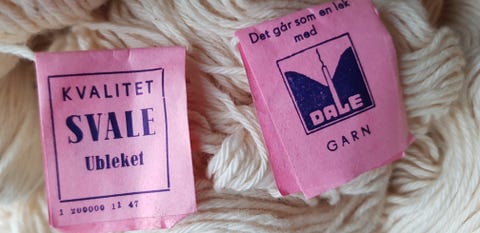 KVALITET
SVALE
Ubleket
1 200000 11 47
Det går som en lek
med
DALE
GARN